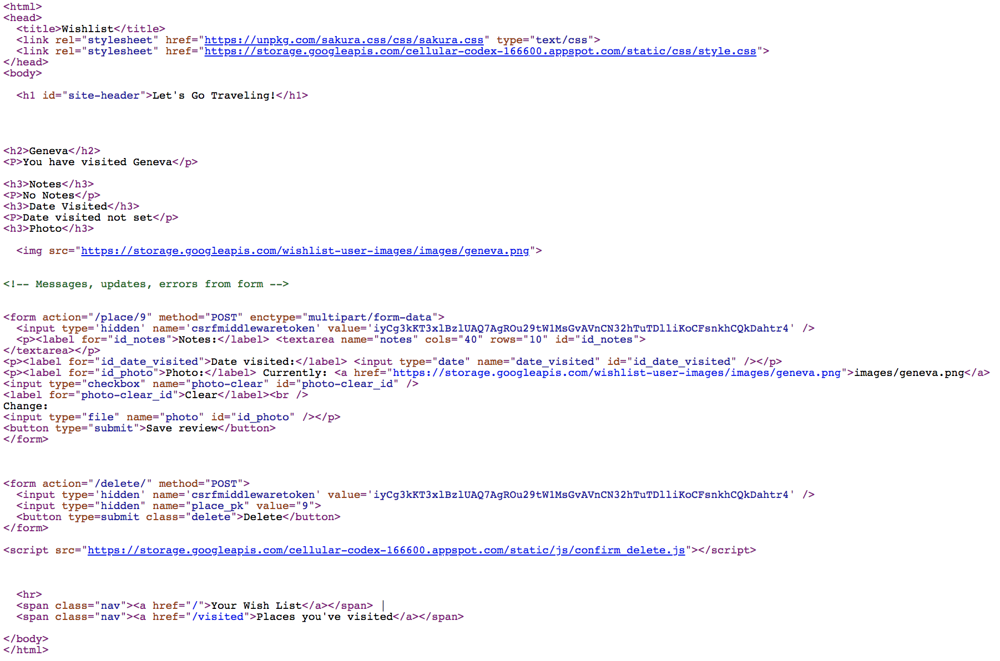 <html>
<head>
  <title>Wishlist</title>
  <link rel="stylesheet" href="https://unpkg.com/sakura.css/css/sakura.css" type="text/css">
  <link rel="stylesheet" href="https://storage.googleapis.com/cellular-codex-166600.appspot.com/static/css/style.css">
</head>
<body>
  <h1 id="site-header">Let's Go Traveling!</h1>
<h2>Geneva</h2>
<P>You have visited Geneva</p>
<h3>Notes</h3>
<P>No Notes</p>
<h3>Date Visited</h3>
<P>Date visited not set</p>
<h3>Photo</h3>
  <img src="https://storage.googleapis.com/wishlist-user-images/images/geneva.png">
<!-- Messages, updates, errors from form -->
<form action="/place/9" method="POST" enctype="multipart/form-data">
  <input type='hidden' name='csrfmiddlewaretoken' value='iyCg3kKT3xlBzlUAQ7AgROu29tW1MsGvAVnCN32hTuTDlliKoCFsnkhCQkDahtr4' />
  <p><label for="id_notes">Notes:</label> <textarea name="notes" cols="40" rows="10" id="id_notes">
</textarea></p>
<p><label for="id_date_visited">Date visited:</label> <input type="date" name="date_visited" id="id_date_visited" /></p>
<p><label for="id_photo">Photo:</label> Currently: <a href="https://storage.googleapis.com/wishlist-user-images/images/geneva.png">images/geneva.png</a>
<input type="checkbox" name="photo-clear" id="photo-clear_id" />
<label for="photo-clear_id">Clear</label><br />
Change:
<input type="file" name="photo" id="id_photo" /></p>
<button type="submit">Save review</button>
</form>
<form action="/delete/" method="POST">
  <input type='hidden' name='csrfmiddlewaretoken' value='iyCg3kKT3xlBzlUAQ7AgROu29tW1MsGvAVnCN32hTuTDlliKoCFsnkhCQkDahtr4' />
  <input type="hidden" name="place_pk" value="9">
  <button type=submit class="delete">Delete</button>
</form>
<script src="https://storage.googleapis.com/cellular-codex-166600.appspot.com/static/js/confirm_delete.js"></script>
  <hr>
  <span class="nav"><a href="/">Your Wish List</a></span> |
  <span class="nav"><a href="/visited">Places you've visited</a></span>
</body>
</html>